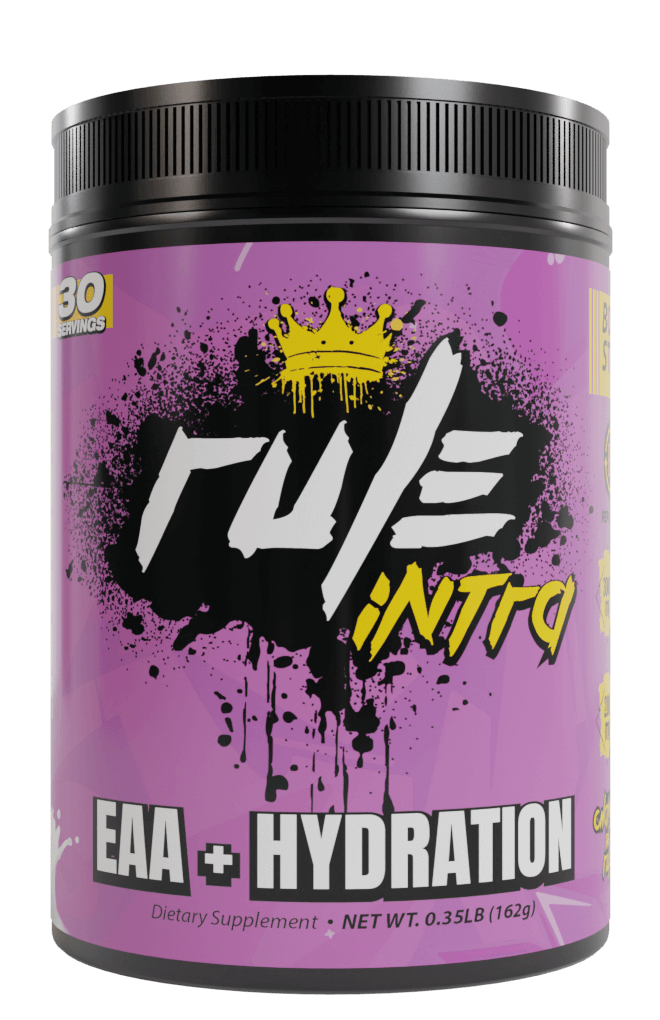 30
SERVINGS
rule
intra
EAA + HYDRATION
Dietary Supplement • NET WT. 0.35LB (162g)